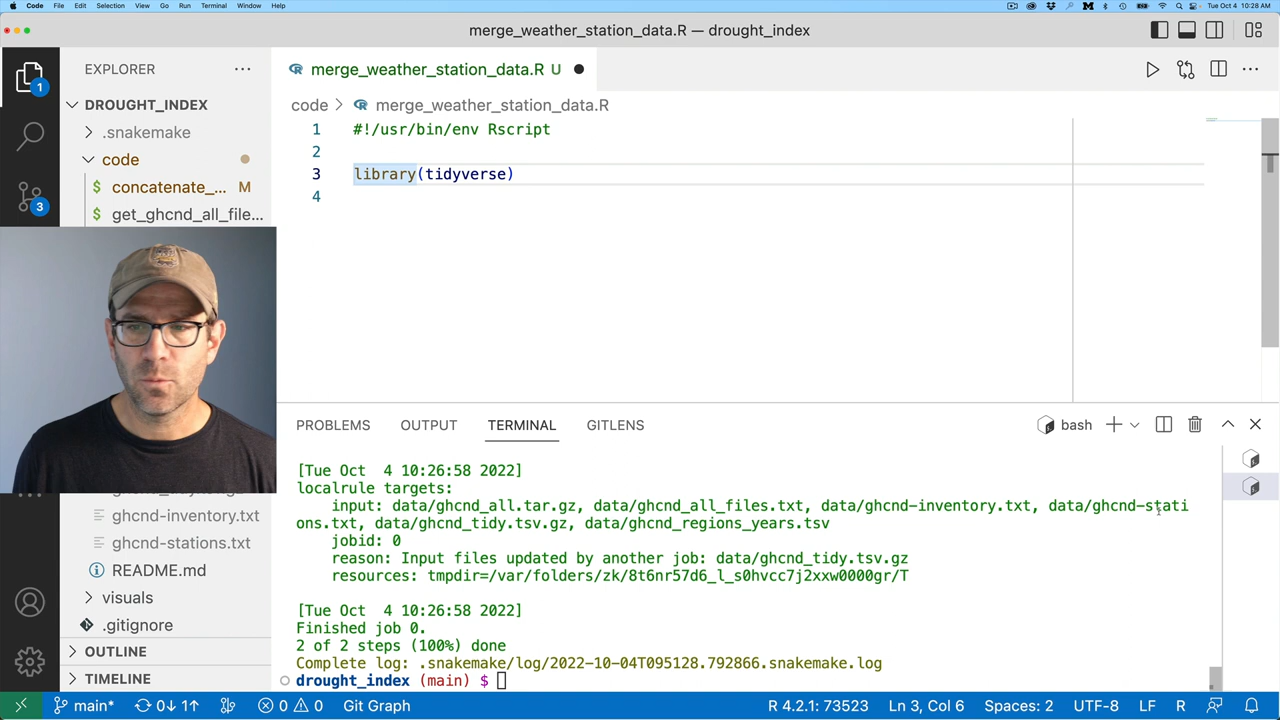 Code File Edit Selection View Go Run Terminal Window Help
Tue Oct 4 10:28 AM
merge_weather_station_data.R — drought_index
EXPLORER
merge_weather_station_data.R U
DROUGHT_INDEX
code > merge_weather_station_data.R
.snakemake
code
concatenate_... M
get_ghcnd_all_file...
1
3
1 #!/usr/bin/env Rscript
2
3 library(tidyverse)
4
ghcnd-inventory.txt
ghcnd-stations.txt
README.md
visuals
.gitignore
OUTLINE
TIMELINE
PROBLEMS OUTPUT TERMINAL GITLENS
bash
[Tue Oct  4 10:26:58 2022]
localrule targets:
    input: data/ghcnd_all.tar.gz, data/ghcnd_all_files.txt, data/ghcnd-inventory.txt, data/ghcnd-stati
ons.txt, data/ghcnd_tidy.tsv.gz, data/ghcnd_regions_years.tsv
    jobid: 0
    reason: Input files updated by another job: data/ghcnd_tidy.tsv.gz
    resources: tmpdir=/var/folders/zk/8t6nr57d6_l_s0hvcc7j2xxw0000gr/T
[Tue Oct  4 10:26:58 2022]
Finished job 0.
2 of 2 steps (100%) done
Complete log: .snakemake/log/2022-10-04T095128.792866.snakemake.log
drought_index (main) $
main* 0↓ 1↑ 0 0 Git Graph
R 4.2.1: 73523 Ln 3, Col 6 Spaces: 2 UTF-8 LF R